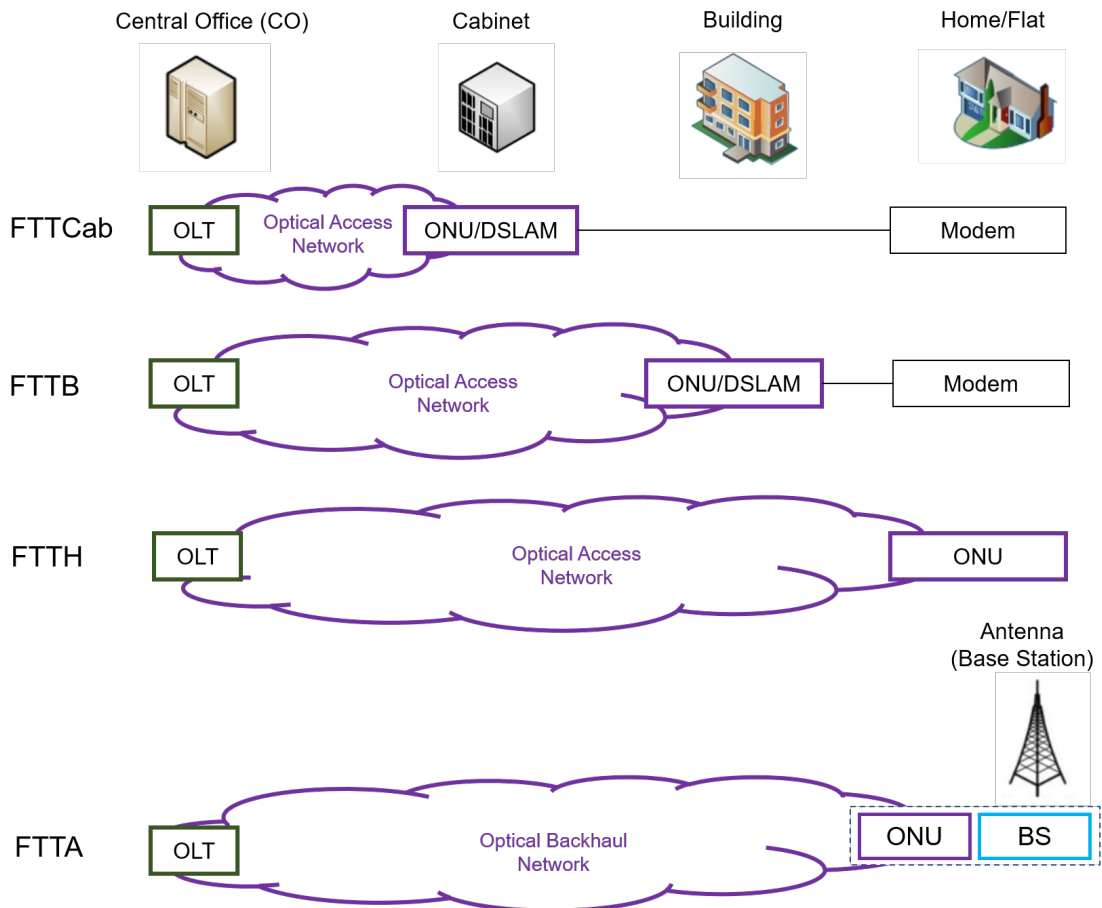 Central Office (CO)
Cabinet
Building
Home/Flat
FTTCab
OLT
Optical Access
Network
ONU/DSLAM
Modem
FTTB
OLT
Optical Access
Network
ONU/DSLAM
Modem
FTTH
OLT
Optical Access
Network
ONU
Antenna
(Base Station)
FTTA
OLT
Optical Backhaul
Network
ONU
BS